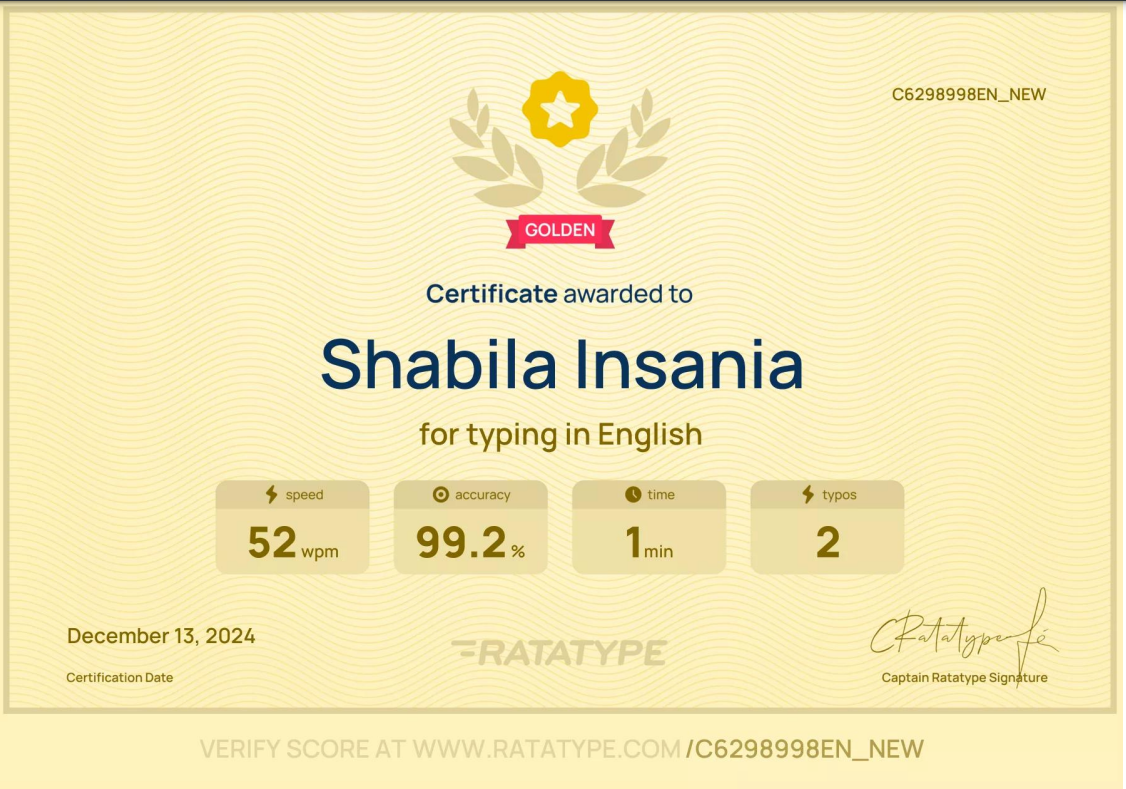 C6298998EN_NEW
GOLDEN
Certificate awarded to
Shabila Insania
for typing in English
speed
52 wpm
accuracy
99.2 %
time
1 min
typos
2
December 13, 2024
Certification Date
RATATYPE
CRatatype
Captain Ratatype Signature
VERIFY SCORE AT WWW.RATATYPE.COM /C6298998EN_NEW